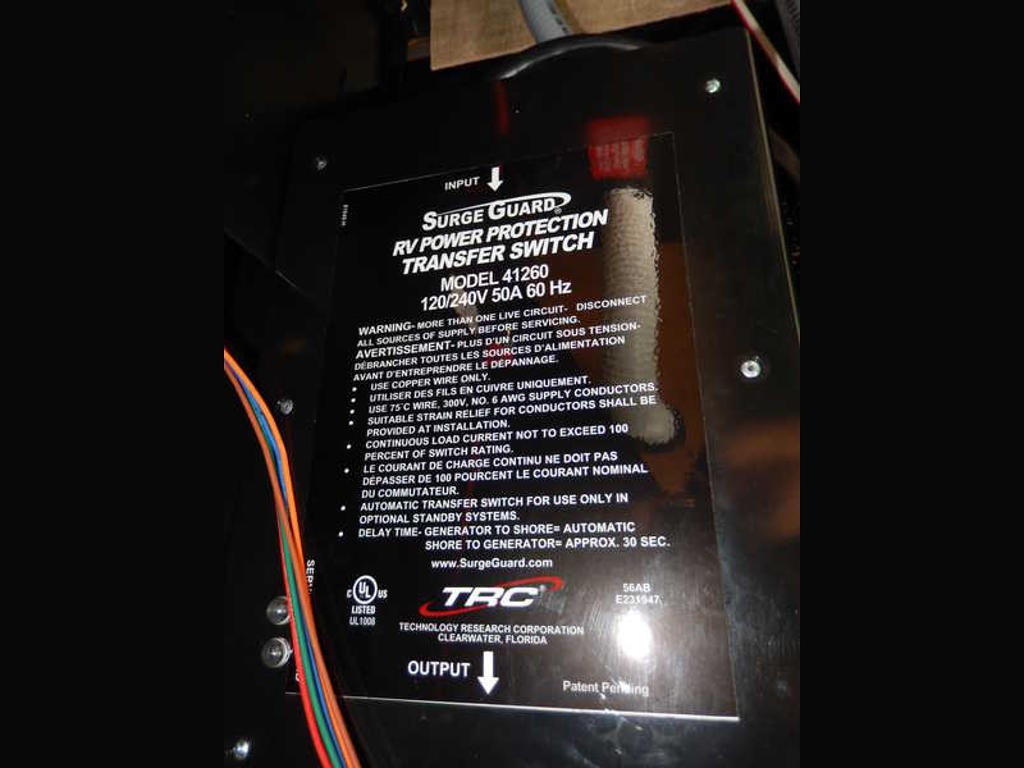 INPUT
SURGE GUARD®
RV POWER PROTECTION
TRANSFER SWITCH
MODEL 41260
120/240V 50A 60 Hz
WARNING- MORE THAN ONE LIVE CIRCUIT- DISCONNECT
ALL SOURCES OF SUPPLY BEFORE SERVICING.
AVERTISSEMENT- PLUS D'UN CIRCUIT SOUS TENSION-
DÉBRANCHER TOUTES LES SOURCES D'ALIMENTATION
AVANT D'ENTREPRENDRE LE DÉPANNAGE.
• USE COPPER WIRE ONLY.
• UTILISER DES FILS EN CUIVRE UNIQUEMENT.
• USE 75°C WIRE, 300V, NO. 6 AWG SUPPLY CONDUCTORS.
• SUITABLE STRAIN RELIEF FOR CONDUCTORS SHALL BE
PROVIDED AT INSTALLATION.
• CONTINUOUS LOAD CURRENT NOT TO EXCEED 100
PERCENT OF SWITCH RATING.
• LE COURANT DE CHARGE CONTINU NE DOIT PAS
DÉPASSER DE 100 POURCENT LE COURANT NOMINAL
DU COMMUTATEUR.
• AUTOMATIC TRANSFER SWITCH FOR USE ONLY IN
OPTIONAL STANDBY SYSTEMS.
• DELAY TIME- GENERATOR TO SHORE= AUTOMATIC
SHORE TO GENERATOR= APPROX. 30 SEC.
www.SurgeGuard.com
C UL US
LISTED
UL1008
TRC®
56AB
E231947
TECHNOLOGY RESEARCH CORPORATION
CLEARWATER, FLORIDA
OUTPUT
Patent Pending